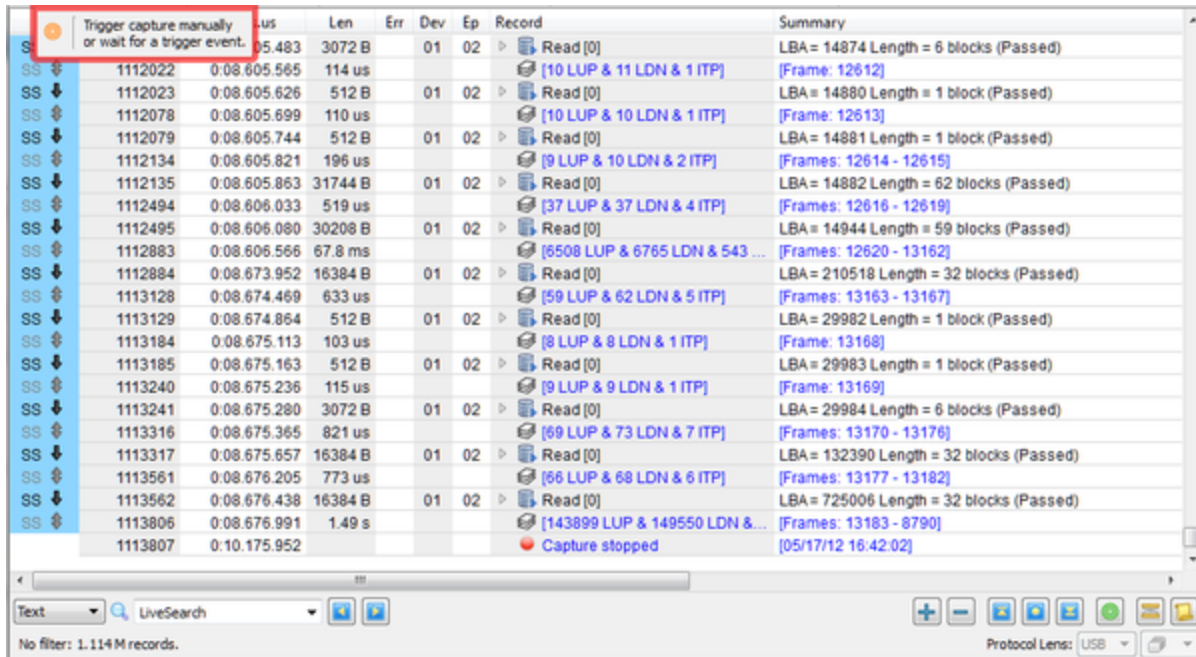 Trigger capture manually
or wait for a trigger event.
.us Len Err Dev Ep Record Summary
S 05.483 3072 B 01 02 Read [0] LBA= 14874 Length = 6 blocks (Passed)
SS 1112022 0:08.605.565 114 us [10 LUP & 11 LDN & 1 ITP] [Frame: 12612]
SS 1112023 0:08.605.626 512 B 01 02 Read [0] LBA= 14880 Length = 1 block (Passed)
SS 1112078 0:08.605.699 110 us [10 LUP & 10 LDN & 1 ITP] [Frame: 12613]
SS 1112079 0:08.605.744 512 B 01 02 Read [0] LBA= 14881 Length = 1 block (Passed)
SS 1112134 0:08.605.821 196 us [9 LUP & 10 LDN & 2 ITP] [Frames: 12614 - 12615]
SS 1112135 0:08.605.863 31744 B 01 02 Read [0] LBA= 14882 Length = 62 blocks (Passed)
SS 1112494 0:08.606.033 519 us [37 LUP & 37 LDN & 4 ITP] [Frames: 12616 - 12619]
SS 1112495 0:08.606.080 30208 B 01 02 Read [0] LBA= 14944 Length = 59 blocks (Passed)
SS 1112883 0:08.606.566 67.8 ms [6508 LUP & 6765 LDN & 543 ... [Frames: 12620 - 13162]
SS 1112884 0:08.673.952 16384 B 01 02 Read [0] LBA= 210518 Length = 32 blocks (Passed)
SS 1113128 0:08.674.469 633 us [59 LUP & 62 LDN & 5 ITP] [Frames: 13163 - 13167]
SS 1113129 0:08.674.864 512 B 01 02 Read [0] LBA= 29982 Length = 1 block (Passed)
SS 1113184 0:08.675.113 103 us [8 LUP & 8 LDN & 1 ITP] [Frame: 13168]
SS 1113185 0:08.675.163 512 B 01 02 Read [0] LBA= 29983 Length = 1 block (Passed)
SS 1113240 0:08.675.236 115 us [9 LUP & 9 LDN & 1 ITP] [Frame: 13169]
SS 1113241 0:08.675.280 3072 B 01 02 Read [0] LBA= 29984 Length = 6 blocks (Passed)
SS 1113316 0:08.675.365 821 us [69 LUP & 73 LDN & 7 ITP] [Frames: 13170 - 13176]
SS 1113317 0:08.675.657 16384 B 01 02 Read [0] LBA= 132390 Length = 32 blocks (Passed)
SS 1113561 0:08.676.205 773 us [66 LUP & 68 LDN & 6 ITP] [Frames: 13177 - 13182]
SS 1113562 0:08.676.438 16384 B 01 02 Read [0] LBA= 725006 Length = 32 blocks (Passed)
SS 1113806 0:08.676.991 1.49 s [143899 LUP & 149550 LDN &... [Frames: 13183 - 8790]
1113807 0:10.175.952 Capture stopped [05/17/12 16:42:02]
Text LiveSearch
No filter: 1.114 M records. Protocol Lens: USB